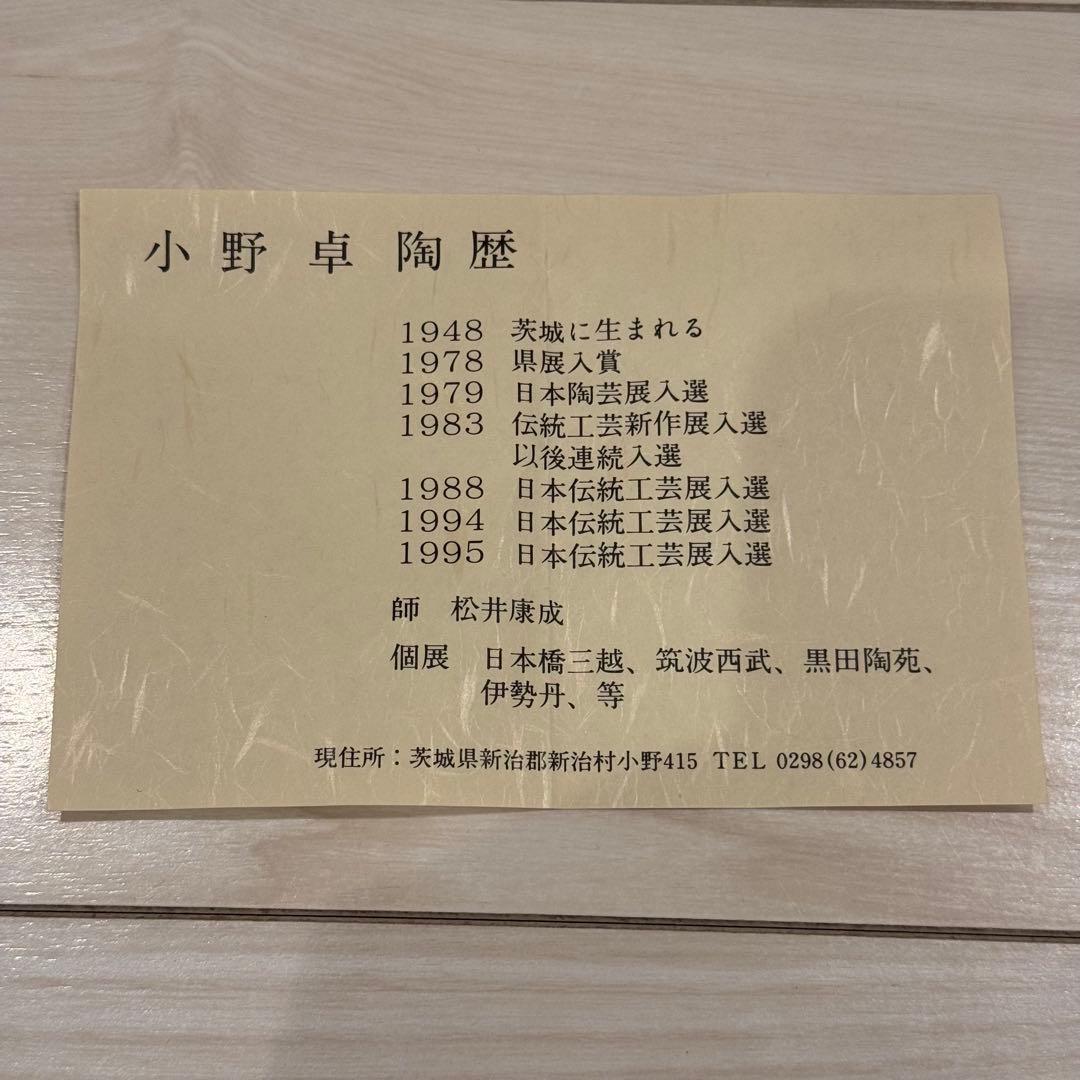 小野 卓 陶歴
1948 茨城に生まれる
1978 県展入賞
1979 日本陶芸展入選
1983 伝統工芸新作展入選
以後連続入選
1988 日本伝統工芸展入選
1994 日本伝統工芸展入選
1995 日本伝統工芸展入選
師 松井康成
個展 日本橋三越、筑波西武、黒田陶苑、
伊勢丹、等
現住所：茨城県新治郡新治村小野415 TEL 0298(62)4857